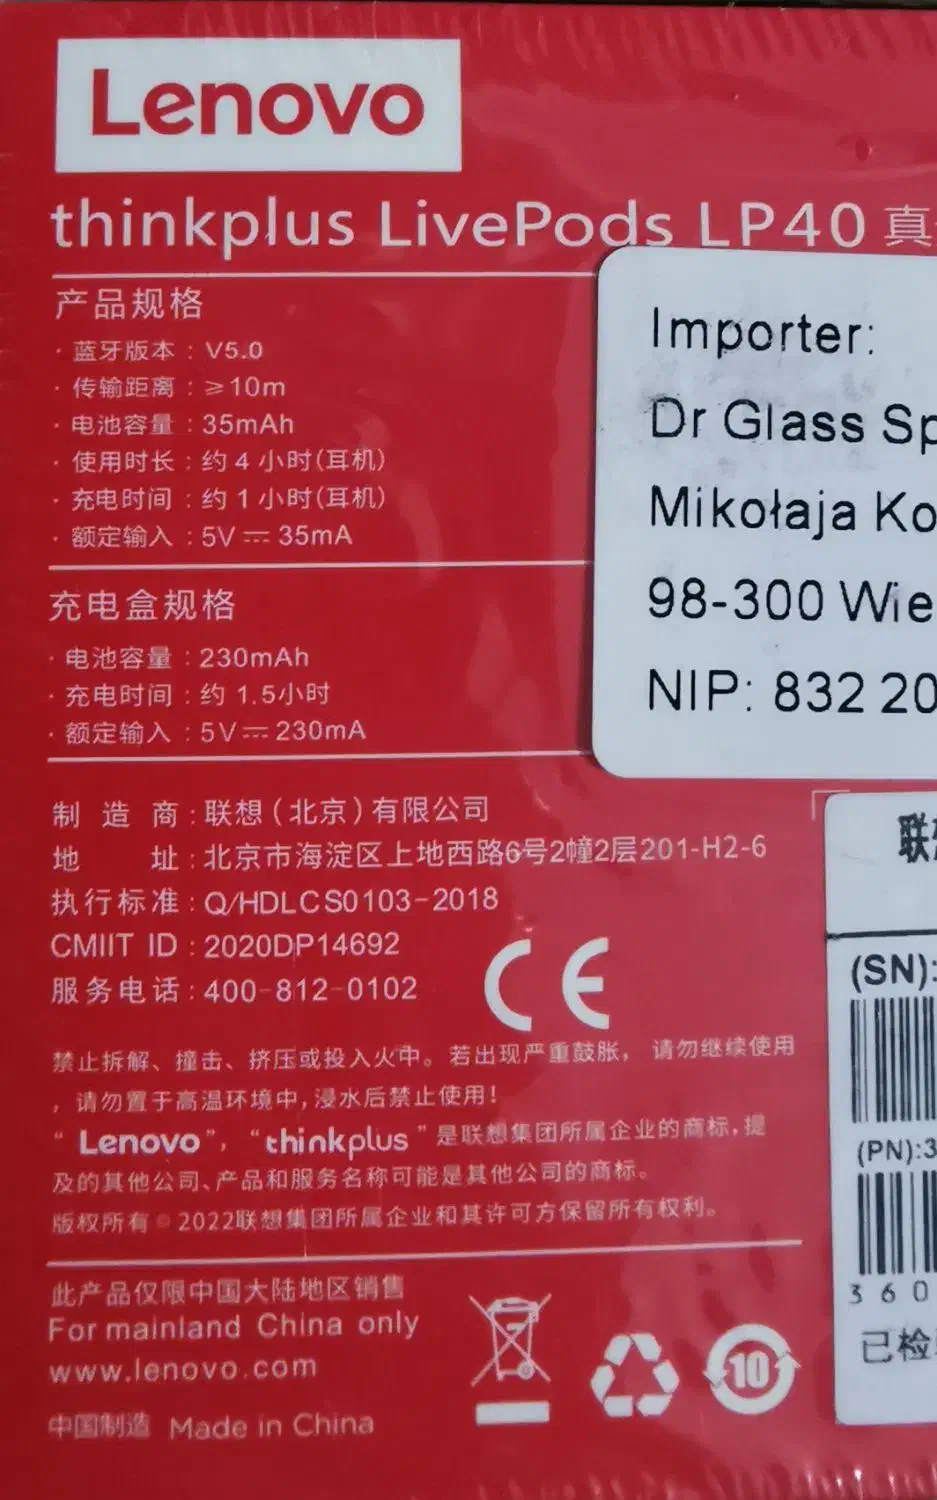 Lenovo
thinkplus LivePods LP40 真
产品规格
· 蓝牙版本 : V5.0
· 传输距离 : ≥10m
· 电池容量 : 35mAh
· 使用时长 : 约 4 小时(耳机)
· 充电时间 : 约 1 小时(耳机)
· 额定输入 : 5V ⎓ 35mA
充电盒规格
· 电池容量 : 230mAh
· 充电时间 : 约 1.5小时
· 额定输入 : 5V ⎓ 230mA
Importer:
Dr Glass Sp
Mikołaja Ko
98-300 Wie
NIP: 832 20
制 造 商 : 联想（北京）有限公司
地 址 : 北京市海淀区上地西路6号2幢2层201-H2-6
执行标准 : Q/HDLCS0103-2018
CMIIT ID : 2020DP14692
服务电话 : 400-812-0102
CE
禁止拆解、撞击、挤压或投入火中。若出现严重鼓胀， 请勿继续使用
, 请勿置于高温环境中,浸水后禁止使用!
“ Lenovo ”, “ thinkplus ” 是联想集团所属企业的商标,提
及的其他公司、产品和服务名称可能是其他公司的商标。
版权所有 © 2022联想集团所属企业和其许可方保留所有权利。
此产品仅限中国大陆地区销售
For mainland China only
www.lenovo.com
中国制造 Made in China
10
联
(SN):
(PN):3
3 6 0
已检